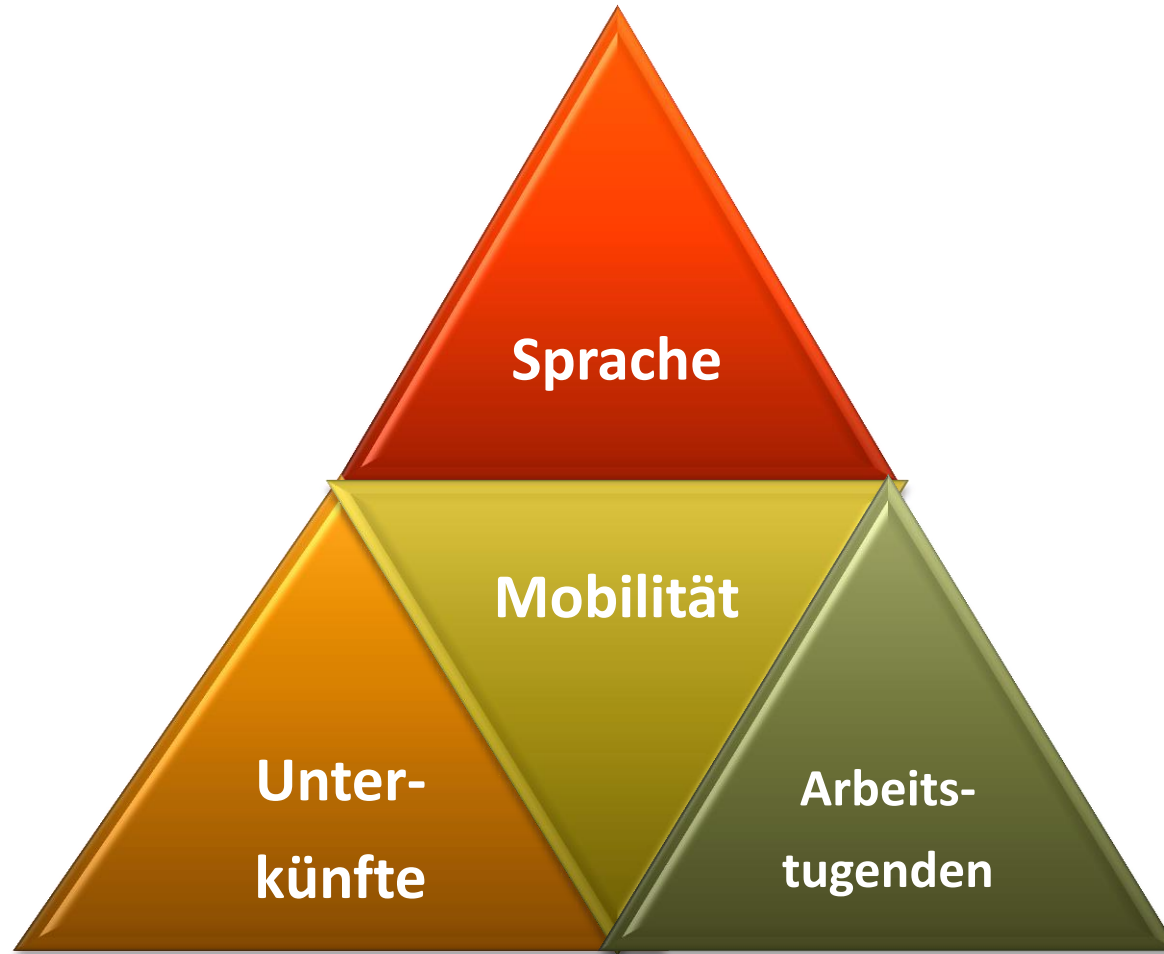 Sprache
Mobilität
Unter-
künfte
Arbeits-
tugenden